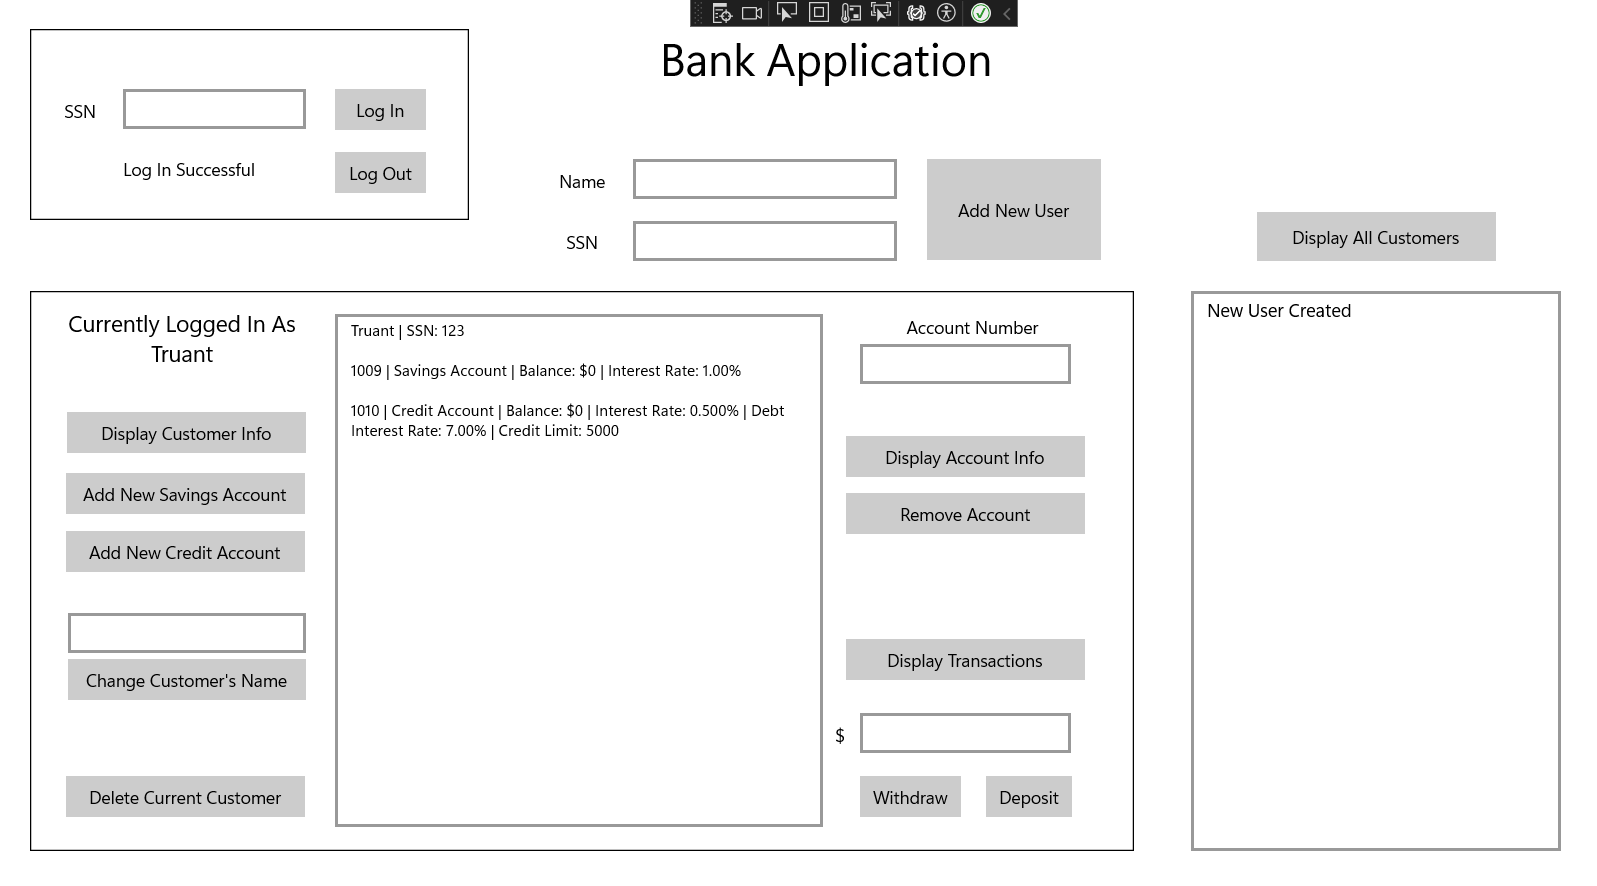 Bank Application
SSN
Log In
Log In Successful
Log Out
Name
SSN
Add New User
Display All Customers
Currently Logged In As
Truant
Display Customer Info
Add New Savings Account
Add New Credit Account
Change Customer's Name
Delete Current Customer
Truant | SSN: 123
1009 | Savings Account | Balance: $0 | Interest Rate: 1.00%
1010 | Credit Account | Balance: $0 | Interest Rate: 0.500% | Debt
Interest Rate: 7.00% | Credit Limit: 5000
Account Number
Display Account Info
Remove Account
Display Transactions
$
Withdraw
Deposit
New User Created